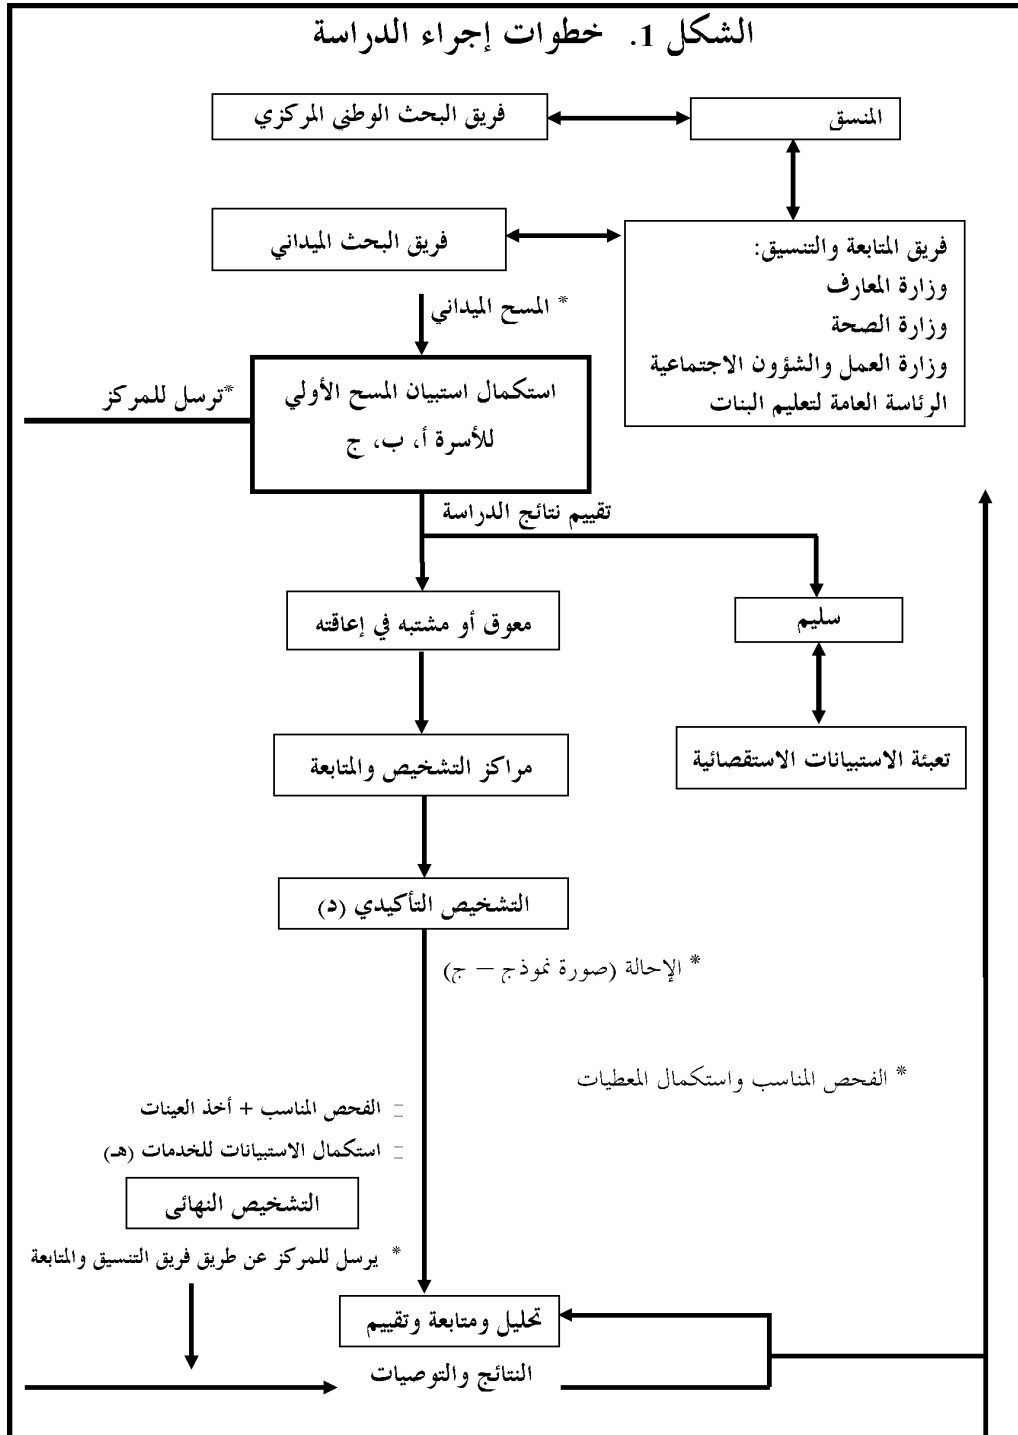 الشكل 1. خطوات إجراء الدراسة
المنسق
فريق البحث الوطني المركزي
فريق المتابعة والتنسيق:
وزارة المعارف
وزارة الصحة
وزارة العمل والشؤون الاجتماعية
الرئاسة العامة لتعليم البنات
فريق البحث الميداني
* المسح الميداني
استكمال استبيان المسح الأولي
للأسرة أ، ب، ج
*ترسل للمركز
تقييم نتائج الدراسة
سليم
معوق أو مشتبه في إعاقته
تعبئة الاستبيانات الاستقصائية
مراكز التشخيص والمتابعة
التشخيص التأكيدي (د)
* الإحالة (صورة نموذج – ج)
* الفحص المناسب واستكمال المعطيات
الفحص المناسب + أخذ العينات
استكمال الاستبيانات للخدمات (هـ)
التشخيص النهائى
* يرسل للمركز عن طريق فريق التنسيق والمتابعة
تحليل ومتابعة وتقييم
النتائج والتوصيات